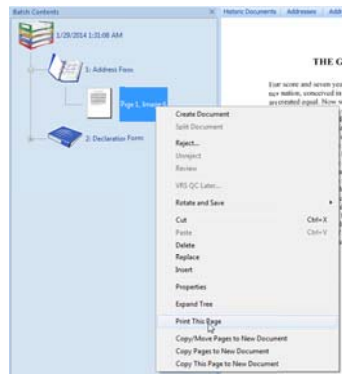 Batch Contents
Historic Documents Addresses
1/29/2014 1:31:08 AM
1: Address Form
Page 1, Image
2: Declaration Form
THE G
Create Document
Split Document
Reject...
Unreject
Review
VRS QC Later...
Rotate and Save
Cut Ctrl+X
Paste Ctrl+V
Delete
Replace
Insert
Properties
Expand Tree
Print This Page
Copy/Move Pages to New Document
Copy Pages to New Document
Copy This Page to New Document